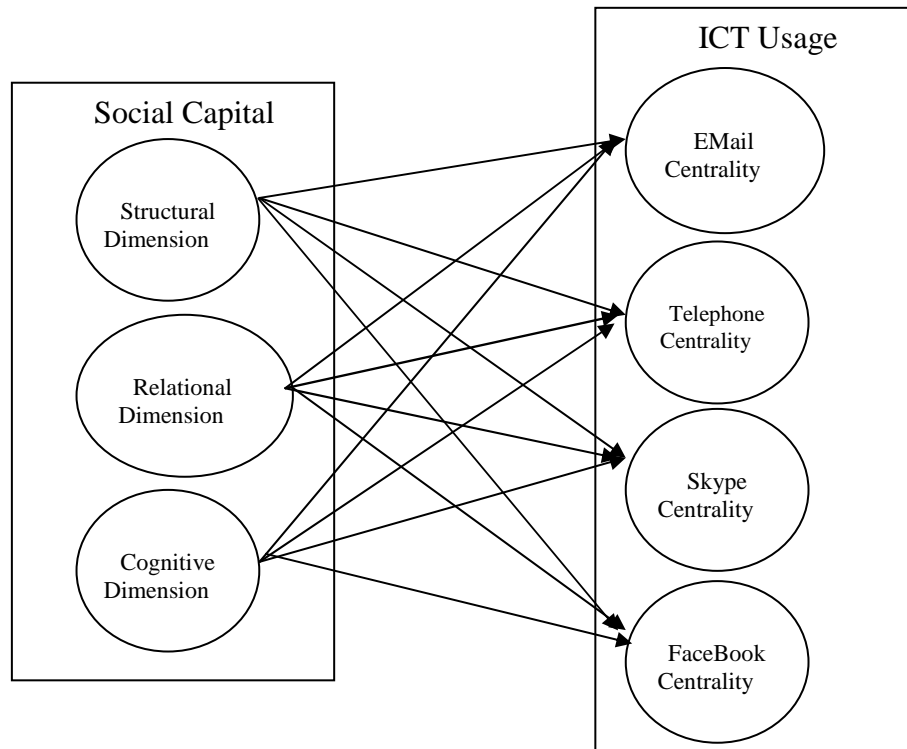 ICT Usage
Social Capital
EMail
Centrality
Structural
Dimension
Telephone
Centrality
Relational
Dimension
Skype
Centrality
Cognitive
Dimension
FaceBook
Centrality